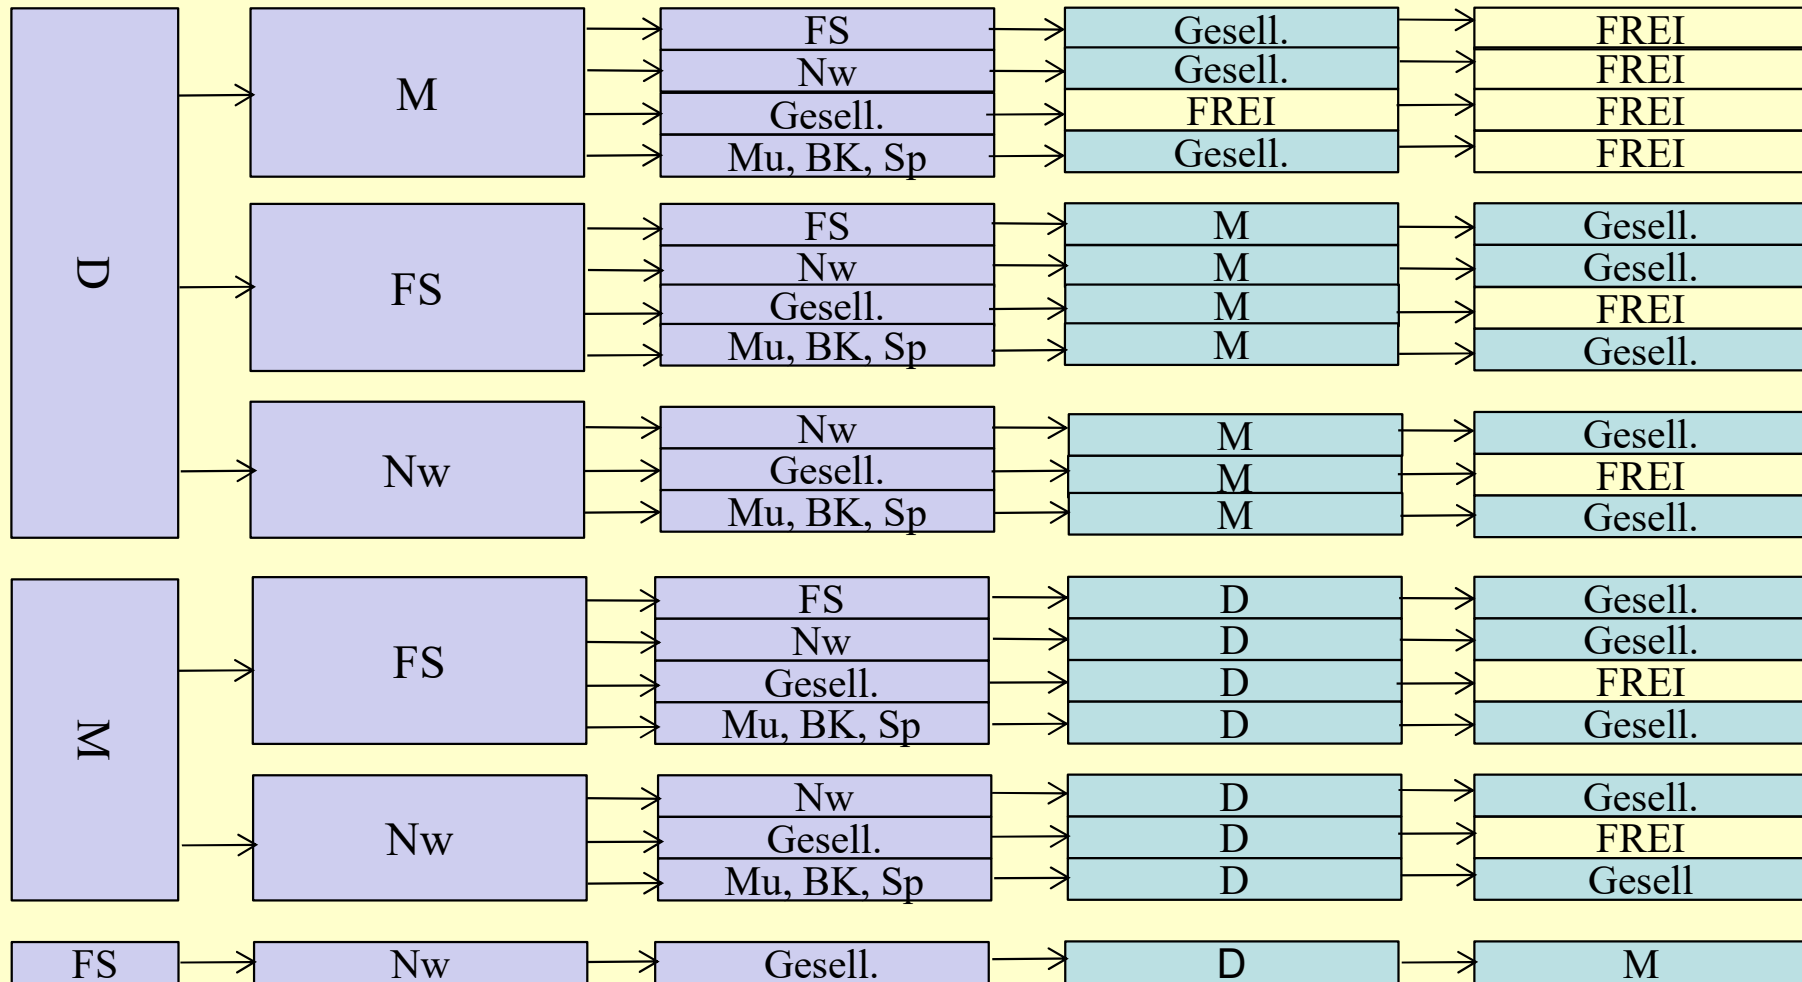 D
M
FS Gesell. FREI
Nw Gesell. FREI
Gesell. FREI FREI
Mu, BK, Sp Gesell. FREI
FS
FS M Gesell.
Nw M Gesell.
Gesell. M FREI
Mu, BK, Sp M Gesell.
Nw
Nw M Gesell.
Gesell. M FREI
Mu, BK, Sp M Gesell.
M
FS
FS D Gesell.
Nw D Gesell.
Gesell. D FREI
Mu, BK, Sp D Gesell.
Nw
Nw D Gesell.
Gesell. D FREI
Mu, BK, Sp D Gesell
FS Nw Gesell. D M